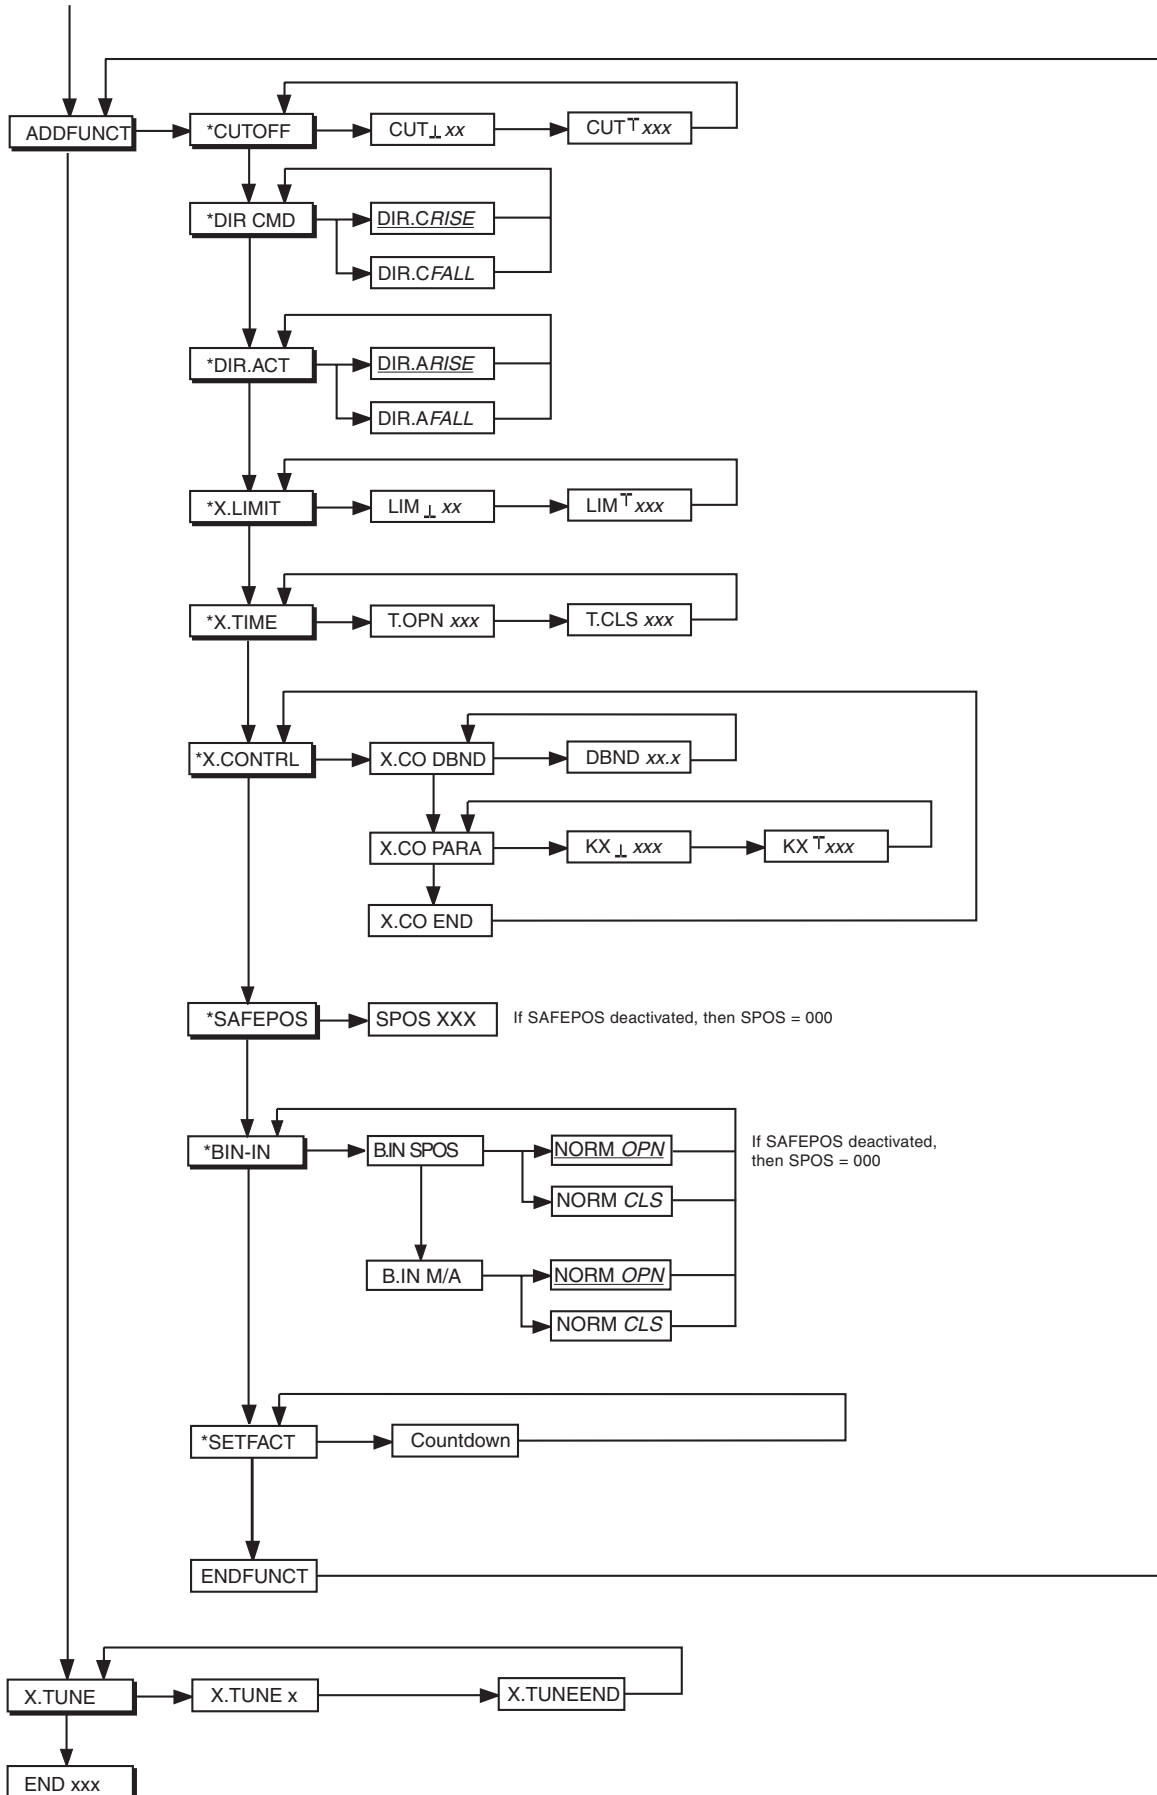 ADDFUNCT
*CUTOFF
CUT⊥ xx
CUT⊤ xxx
*DIR CMD
DIR.CRISE
DIR.CFALL
*DIR.ACT
DIR.ARISE
DIR.AFALL
*X.LIMIT
LIM ⊥ xx
LIM ⊤ xxx
*X.TIME
T.OPN xxx
T.CLS xxx
*X.CONTRL
X.CO DBND
DBND xx.x
X.CO PARA
KX ⊥ xxx
KX ⊤ xxx
X.CO END
*SAFEPOS
SPOS XXX
If SAFEPOS deactivated, then SPOS = 000
*BIN-IN
B.IN SPOS
NORM OPN
If SAFEPOS deactivated,
then SPOS = 000
NORM CLS
B.IN M/A
NORM OPN
NORM CLS
*SETFACT
Countdown
ENDFUNCT
X.TUNE
X.TUNE x
X.TUNEEND
END xxx